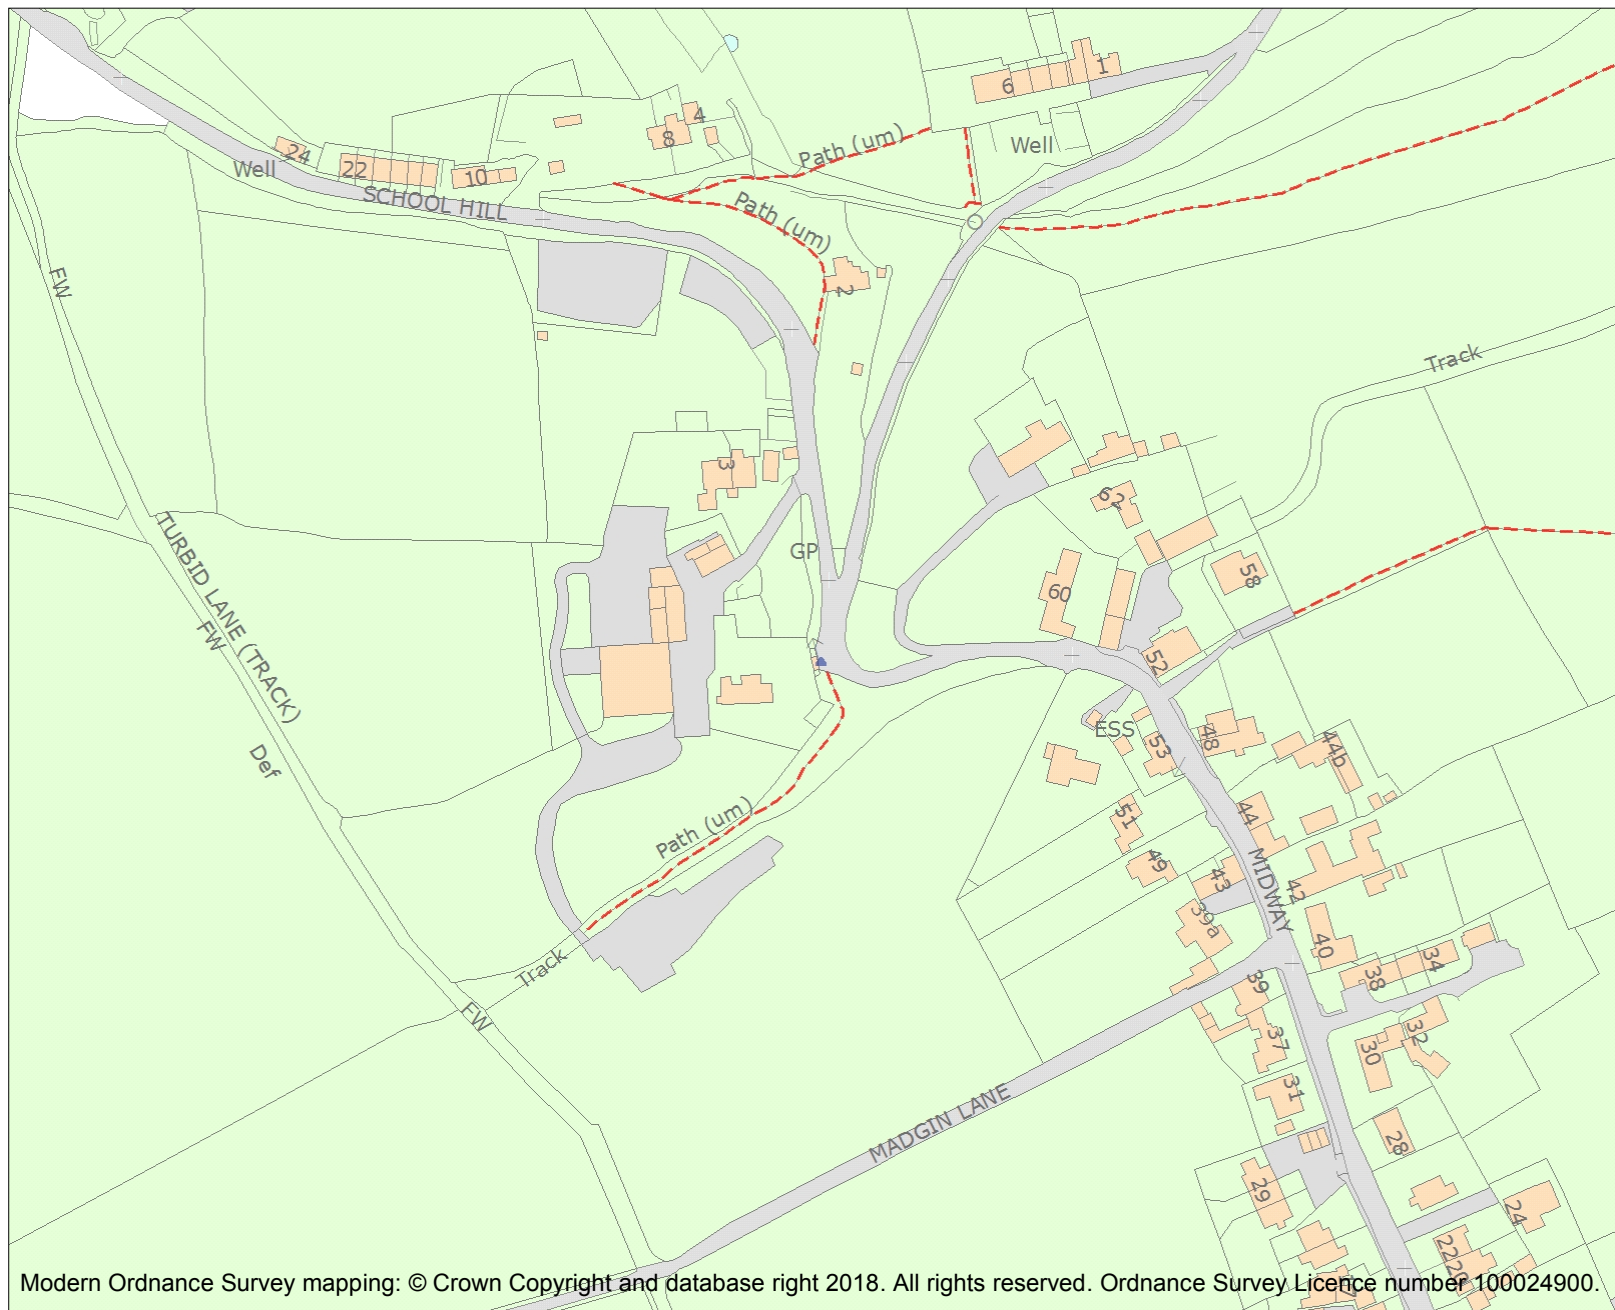 1
6
4
8
Path (um)
Well
24
22
Well
10
SCHOOL HILL
Path (um)
FW
2
Track
3
62
TURBID LANE (TRACK)
GP
60
58
FW
52
Def
ESS
53
48
44b
51
44
Path (um)
49
43
MIDWAY
42
39a
40
34
Track
38
39
FW
37
32
30
31
MADGIN LANE
28
29
24
22
Modern Ordnance Survey mapping: © Crown Copyright and database right 2018. All rights reserved. Ordnance Survey Licence number 100024900.